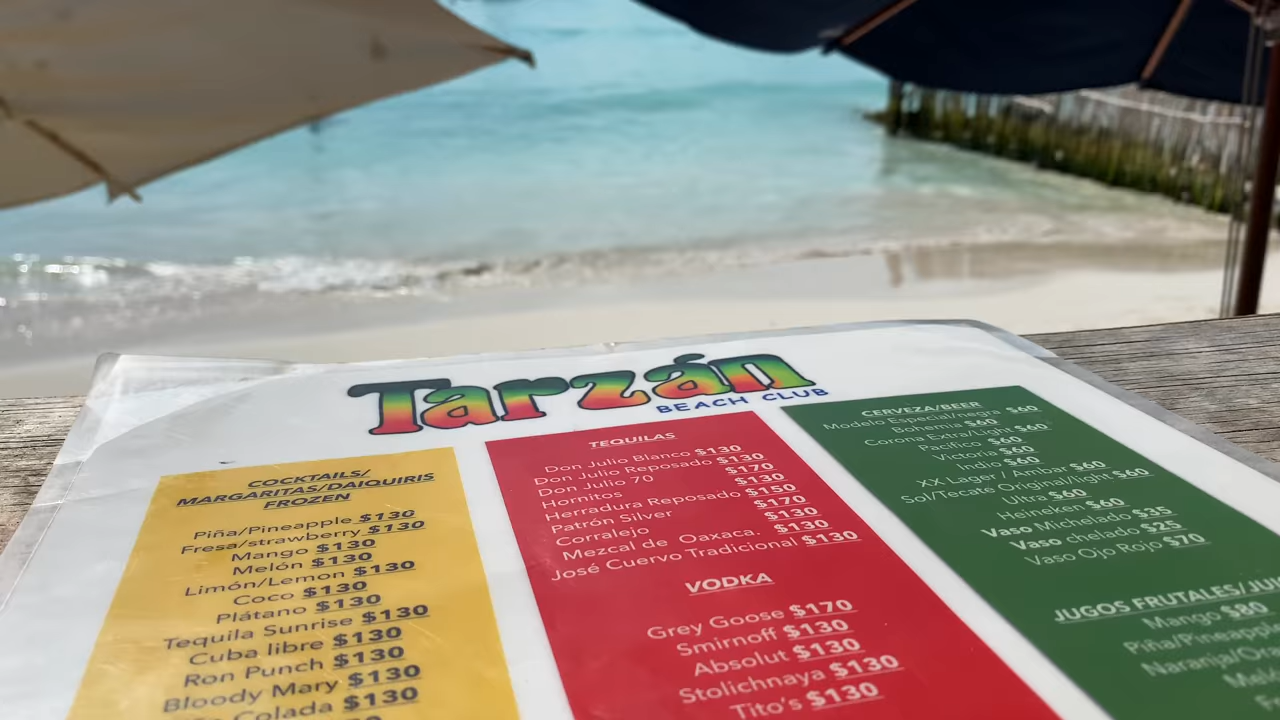 Tarzán
BEACH CLUB
COCKTAILS/
MARGARITAS/DAIQUIRIS
FROZEN
Piña/Pineapple $130
Fresa/strawberry $130
Mango $130
Melón $130
Limón/Lemon $130
Coco $130
Plátano $130
Tequila Sunrise $130
Cuba libre $130
Ron Punch $130
Bloody Mary $130
Colada $130
TEQUILAS
Don Julio Blanco $130
Don Julio Reposado $130
Don Julio 70 $170
Hornitos $130
Herradura Reposado $150
Patrón Silver $170
Corralejo $130
Mezcal de Oaxaca. $130
José Cuervo Tradicional $130
VODKA
Grey Goose $170
Smirnoff $130
Absolut $130
Stolichnaya $130
Tito's $130
CERVEZA/BEER
Modelo Especial/negra $60
Bohemia $60
Corona Extra/Light $60
Pacífico $60
Victoria $60
Indio $60
XX Lager / Ambar $60
Sol/Tecate Original/light $60
Ultra $60
Heineken $60
Vaso Michelado $35
Vaso chelado $25
Vaso Ojo Rojo $70
JUGOS FRUTALES/
Mango $80
Piña/Pineapple